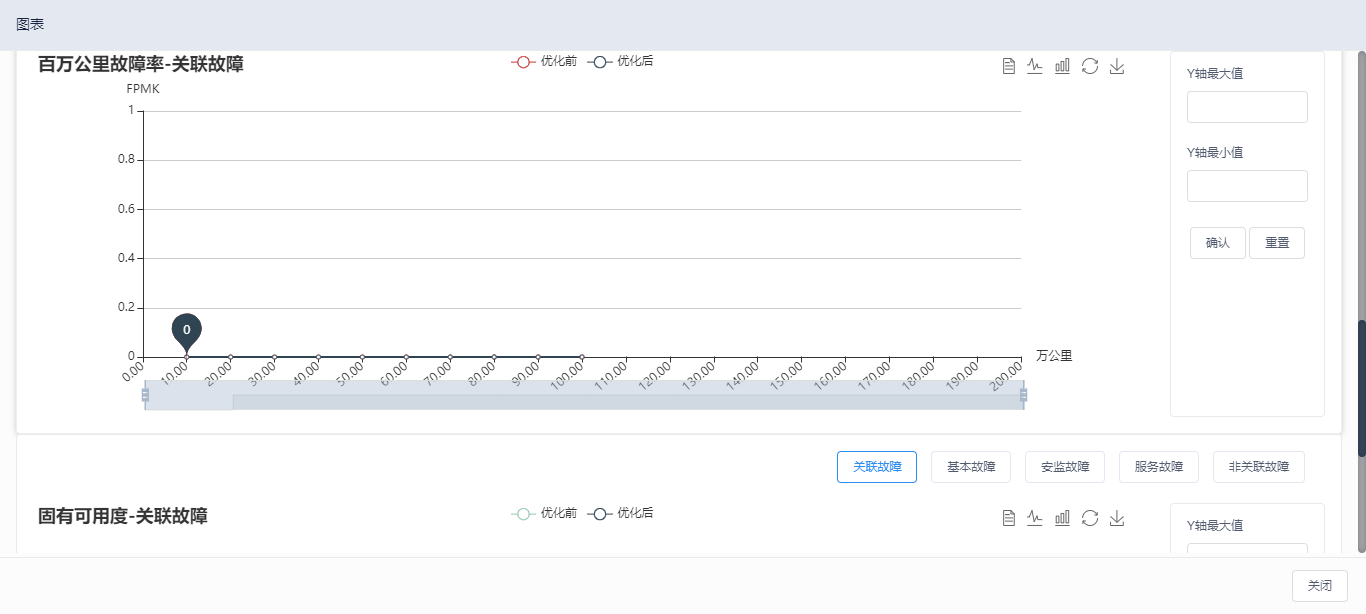 图表
百万公里故障率-关联故障
优化前 优化后
FPMK
1
0.8
0.6
0.4
0.2
0
0
0.00 10.00 20.00 30.00 40.00 50.00 60.00 70.00 80.00 90.00 100.00 110.00 120.00 130.00 140.00 150.00 160.00 170.00 180.00 190.00 200.00
万公里
Y轴最大值
Y轴最小值
确认 重置
关联故障 基本故障 安监故障 服务故障 非关联故障
固有可用度-关联故障
优化前 优化后
Y轴最大值
关闭